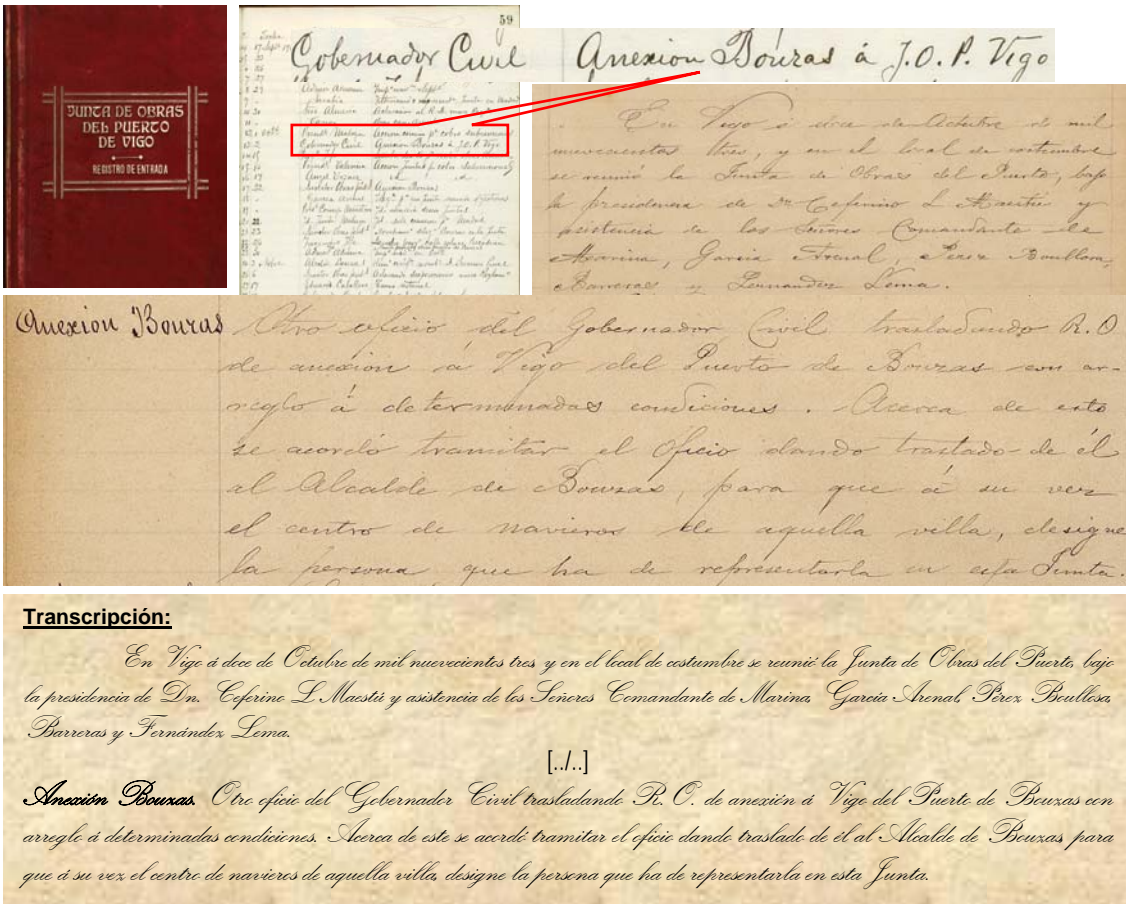 JUNTA DE OBRAS
DEL PUERTO
DE VIGO
REGISTRO DE ENTRADA
59
Gobernador Civil Anexion Bouzas á J.O.P. Vigo
Gobernador Civil Anexion Bouzas à J.O.P. Vigo
En Vigo á doce de Octubre de mil
nuevecientos tres, y en el local de costumbre
se reunió la Junta de Obras del Puerto, bajo
la presidencia de Dn Ceferino L Maestú y
asistencia de los Señores Comandante de
Marina, Garcia Arenal, Perez Boullosa,
Barreras y Fernandez Lema.
Anexion Bouzas Otro oficio del Gobernador Civil trasladando R.O
de anexion á Vigo del Puerto de Bouzas con ar-
reglo á determinadas condiciones. Acerca de esto
se acordó tramitar el Oficio dando traslado de él
al Alcalde de Bouzas, para que á su vez
el centro de navieros de aquella villa, designe
la persona que ha de representarla en esta Junta.
Transcripción:
En Vigo á doce de Octubre de mil nuevecientos tres y en el local de costumbre se reunió la Junta de Obras del Puerto, bajo
la presidencia de Dn. Ceferino L Maestú y asistencia de los Señores Comandante de Marina, García Arenal, Pérez Boullosa,
Barreras y Fernández Lema.
[../..]
Anexión Bouzas. Otro oficio del Gobernador Civil trasladando R. O. de anexión á Vigo del Puerto de Bouzas con
arreglo á determinadas condiciones. Acerca de este se acordó tramitar el oficio dando traslado de él al Alcalde de Bouzas, para
que á su vez el centro de navieros de aquella villa, designe la persona que ha de representarla en esta Junta.